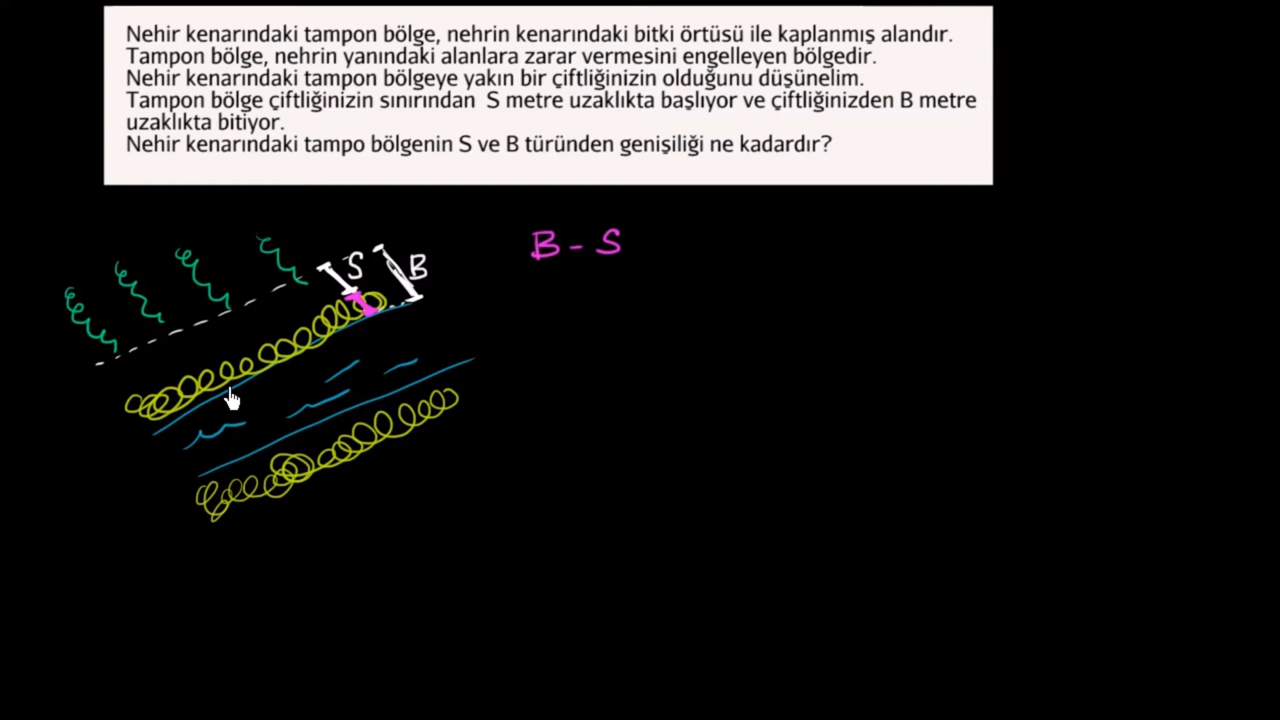 Nehir kenarındaki tampon bölge, nehrin kenarındaki bitki örtüsü ile kaplanmış alandır.
Tampon bölge, nehrin yanındaki alanlara zarar vermesini engelleyen bölgedir.
Nehir kenarındaki tampon bölgeye yakın bir çiftliğinizin olduğunu düşünelim.
Tampon bölge çiftliğinizin sınırından S metre uzaklıkta başlıyor ve çiftliğinizden B metre
uzaklıkta bitiyor.
Nehir kenarındaki tampo bölgenin S ve B türünden genişiliği ne kadardır?
B - S
S
B